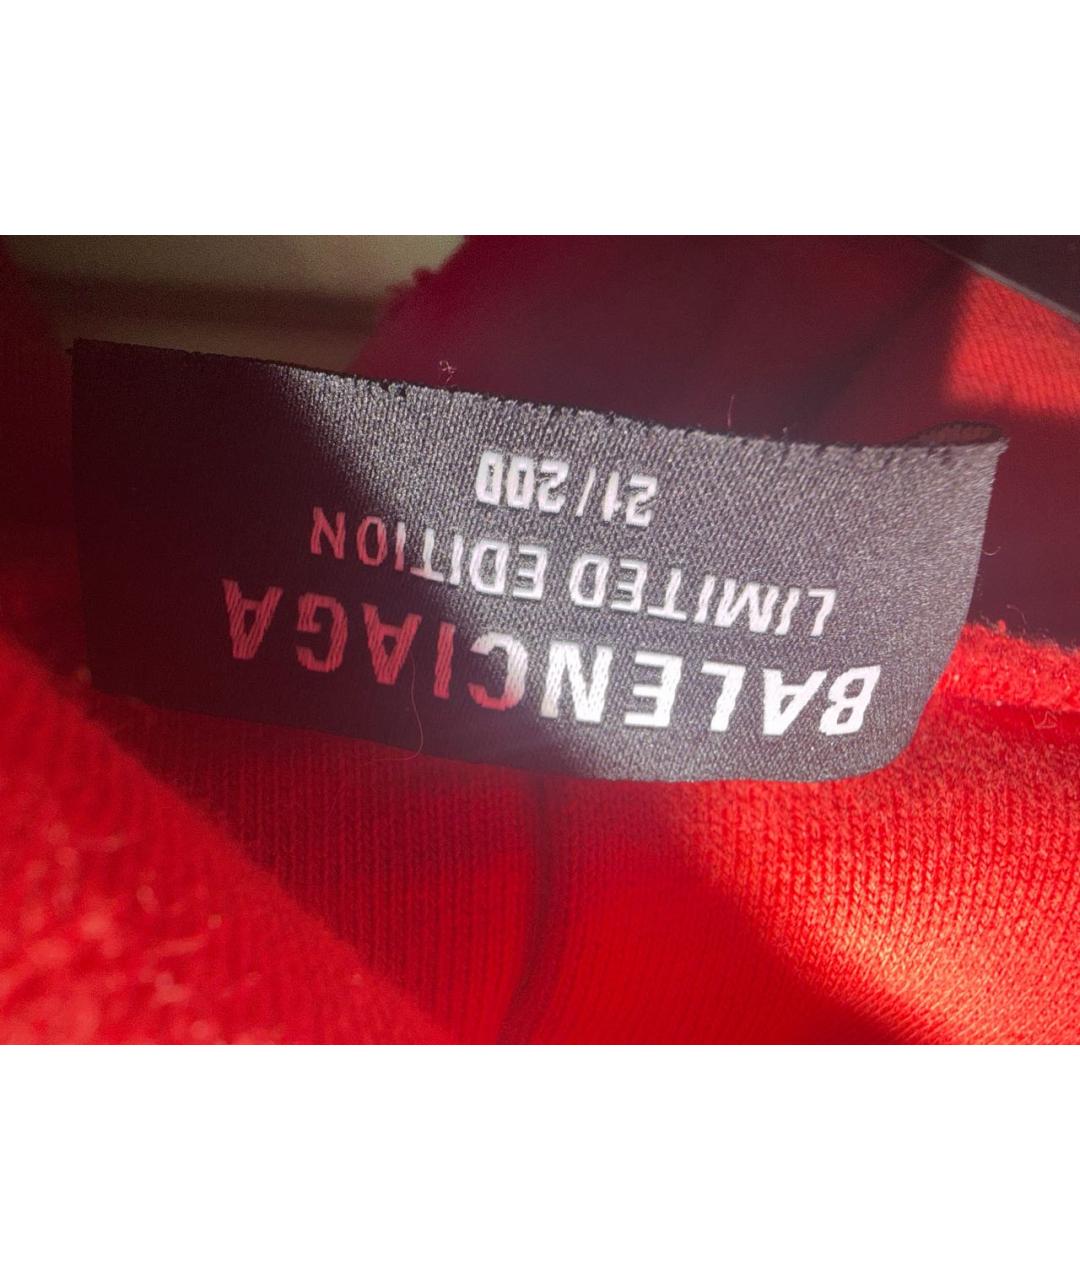 BALENCIAGA
LIMITED EDITION
21/200